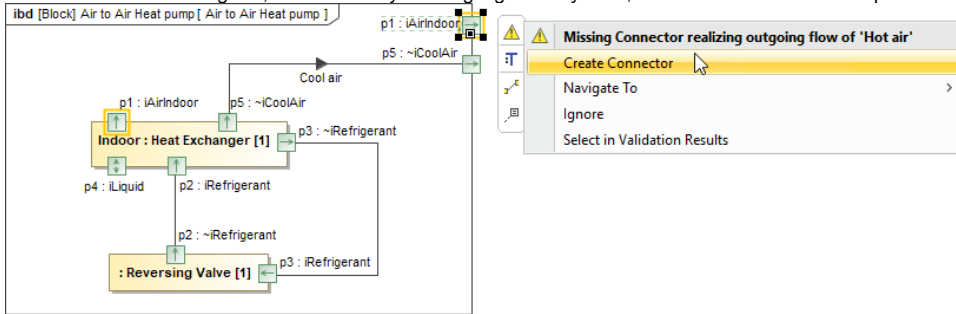 ibd [Block] Air to Air Heat pump [ Air to Air Heat pump ]
p1 : iAirIndoor
p5 : ~iCoolAir
Cool air
p1 : iAirIndoor
p5 : ~iCoolAir
Indoor : Heat Exchanger [1]
p3 : ~iRefrigerant
p4 : iLiquid
p2 : iRefrigerant
p2 : ~iRefrigerant
: Reversing Valve [1]
p3 : iRefrigerant
Missing Connector realizing outgoing flow of 'Hot air'
Create Connector
Navigate To
Ignore
Select in Validation Results